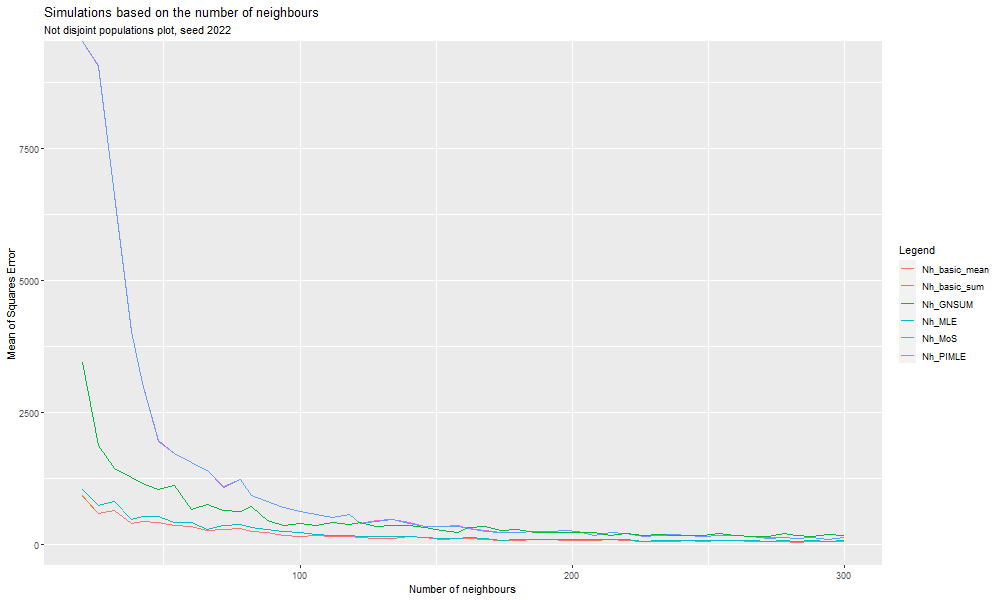 Simulations based on the number of neighbours
Not disjoint populations plot, seed 2022
Mean of Squares Error
7500
5000
2500
0
100
200
300
Number of neighbours
Legend
Nh_basic_mean
Nh_basic_sum
Nh_GNSUM
Nh_MLE
Nh_MoS
Nh_PIMLE